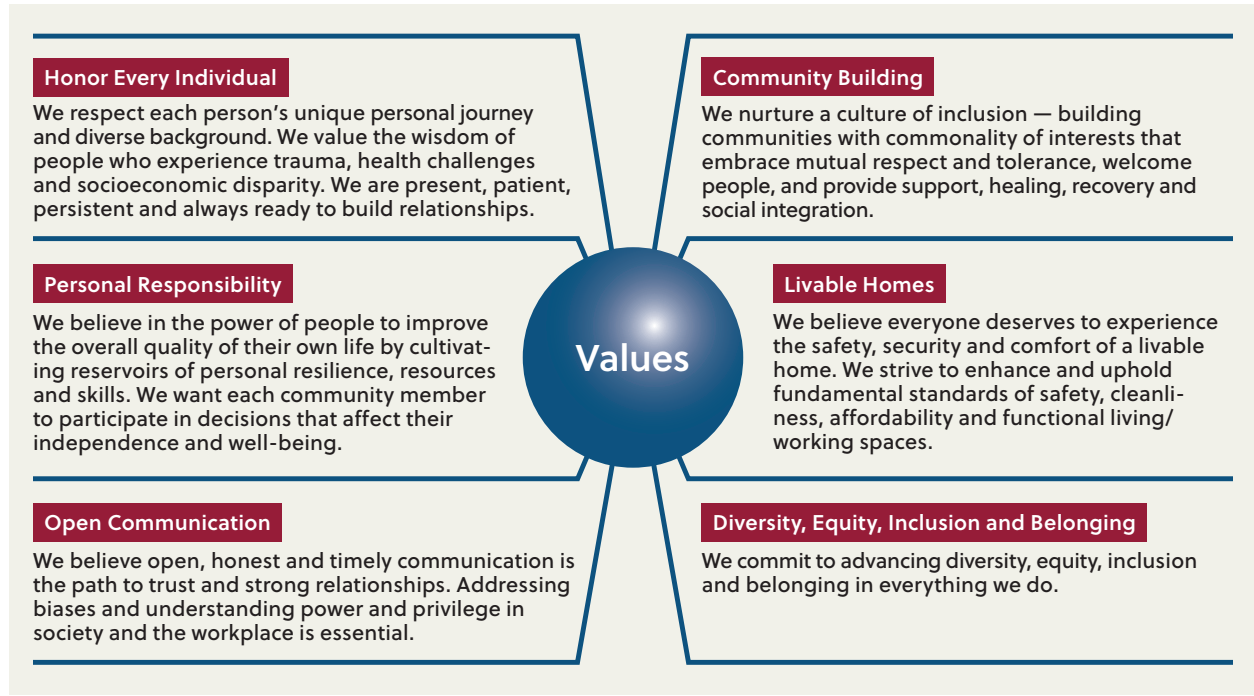 Honor Every Individual
We respect each person's unique personal journey
and diverse background. We value the wisdom of
people who experience trauma, health challenges
and socioeconomic disparity. We are present, patient,
persistent and always ready to build relationships.
Personal Responsibility
We believe in the power of people to improve
the overall quality of their own life by cultivat-
ing reservoirs of personal resilience, resources
and skills. We want each community member
to participate in decisions that affect their
independence and well-being.
Open Communication
We believe open, honest and timely communication is
the path to trust and strong relationships. Addressing
biases and understanding power and privilege in
society and the workplace is essential.
Values
Community Building
We nurture a culture of inclusion — building
communities with commonality of interests that
embrace mutual respect and tolerance, welcome
people, and provide support, healing, recovery and
social integration.
Livable Homes
We believe everyone deserves to experience
the safety, security and comfort of a livable
home. We strive to enhance and uphold
fundamental standards of safety, cleanli-
ness, affordability and functional living/
working spaces.
Diversity, Equity, Inclusion and Belonging
We commit to advancing diversity, equity, inclusion
and belonging in everything we do.